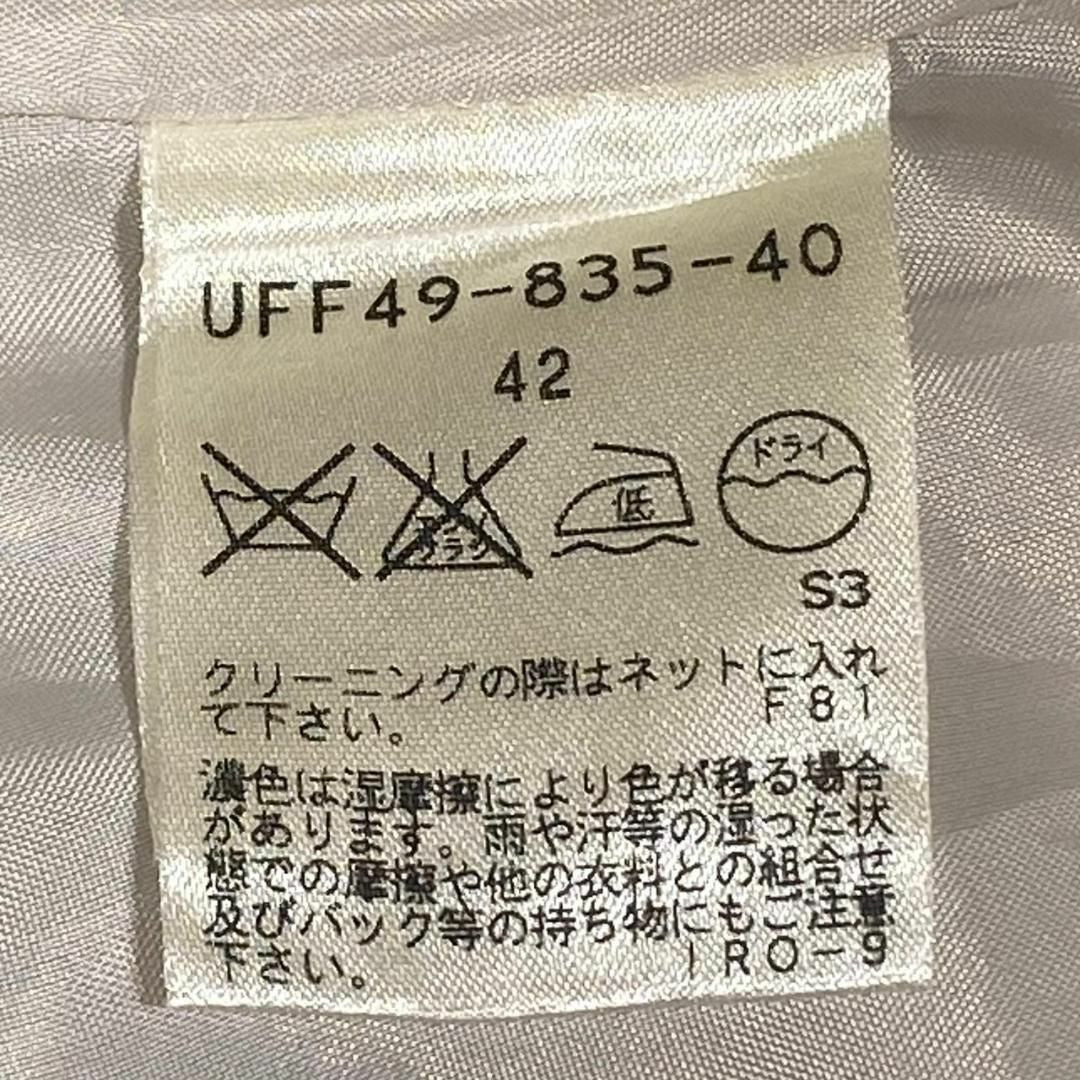 UFF49-835-40
42
低
ドライ
S3
クリーニングの際はネットに入れ
て下さい。 F81
濃色は湿摩擦により色が移る場合
があります。雨や汗等の湿った状
態での摩擦や他の衣料との組合せ
及びバック等の持ち物にもご注意
下さい。 IRO-9